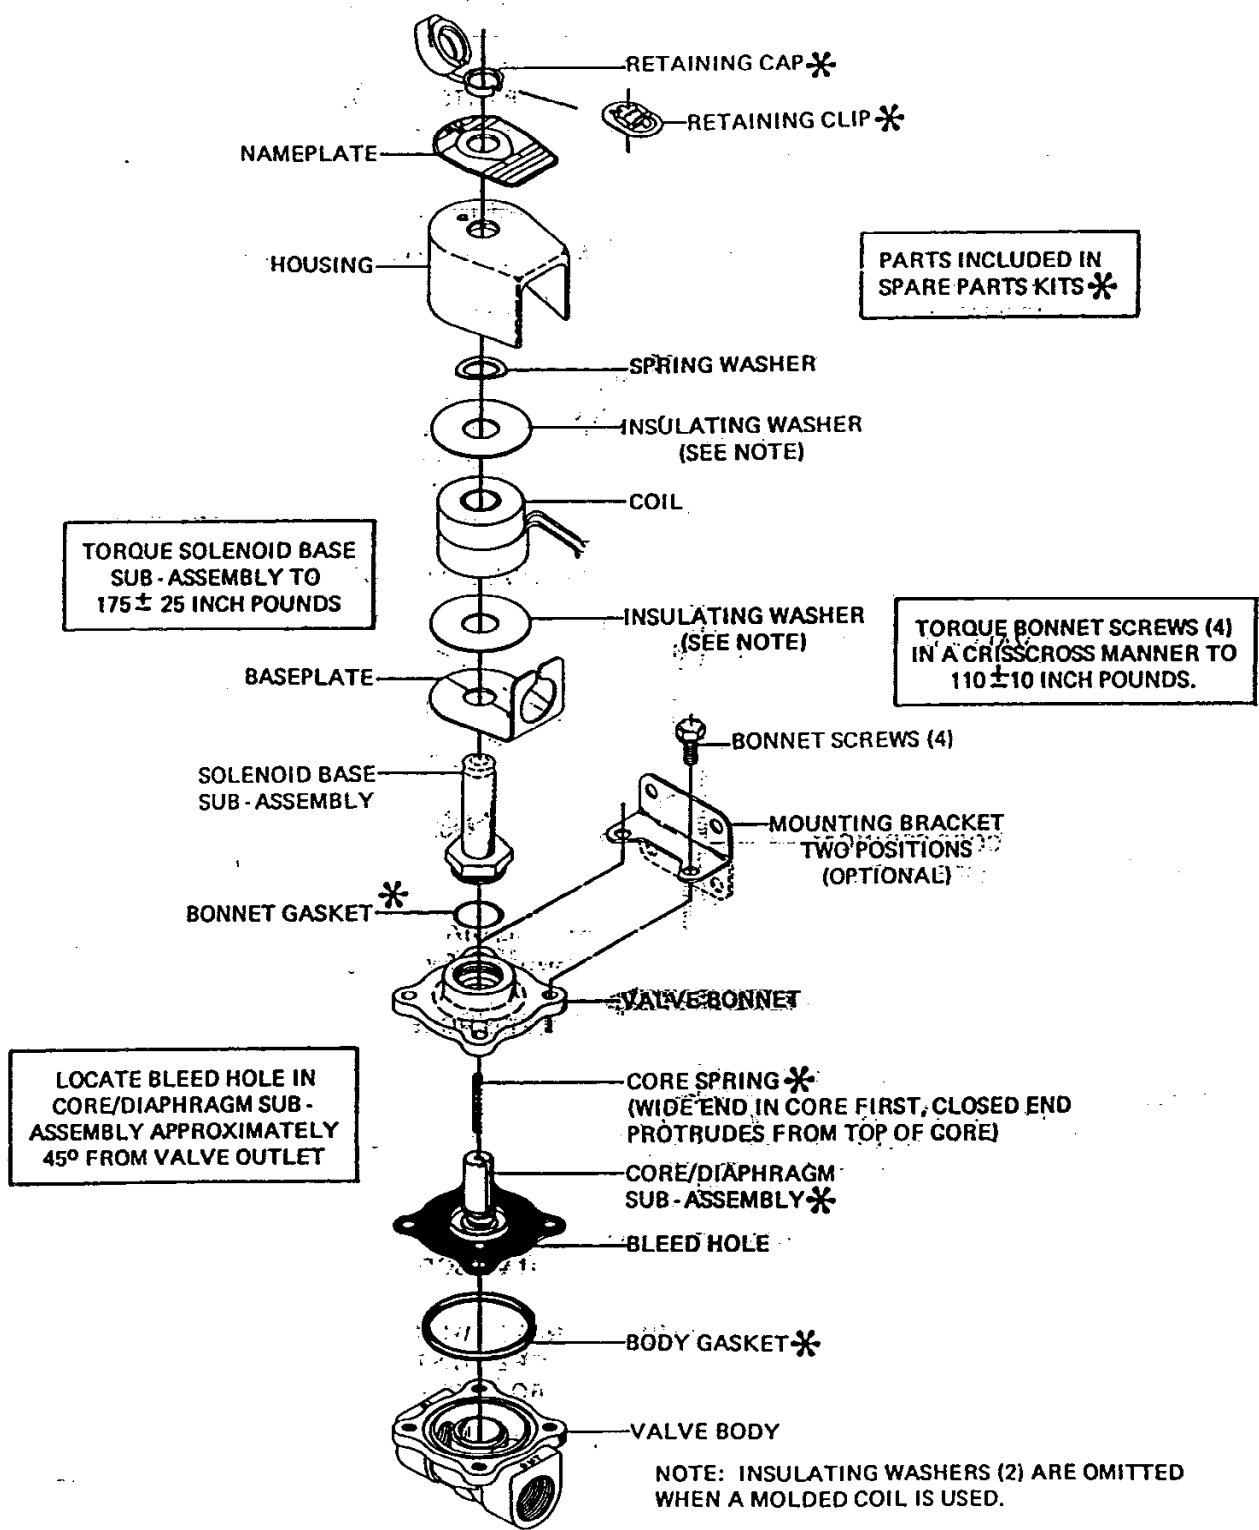 RETAINING CAP*
RETAINING CLIP*
NAMEPLATE
HOUSING
PARTS INCLUDED IN
SPARE PARTS KITS*
SPRING WASHER
INSULATING WASHER
(SEE NOTE)
COIL
TORQUE SOLENOID BASE
SUB-ASSEMBLY TO
175± 25 INCH POUNDS
INSULATING WASHER
(SEE NOTE)
TORQUE BONNET SCREWS (4)
IN A CRISSCROSS MANNER TO
110±10 INCH POUNDS.
BASEPLATE
BONNET SCREWS (4)
SOLENOID BASE
SUB-ASSEMBLY
MOUNTING BRACKET
TWO POSITIONS
(OPTIONAL)
BONNET GASKET*
VALVE BONNET
LOCATE BLEED HOLE IN
CORE/DIAPHRAGM SUB-
ASSEMBLY APPROXIMATELY
45º FROM VALVE OUTLET
CORE SPRING*
(WIDE END IN CORE FIRST, CLOSED END
PROTRUDES FROM TOP OF CORE)
CORE/DIAPHRAGM
SUB-ASSEMBLY*
BLEED HOLE
BODY GASKET*
VALVE BODY
NOTE: INSULATING WASHERS (2) ARE OMITTED
WHEN A MOLDED COIL IS USED.